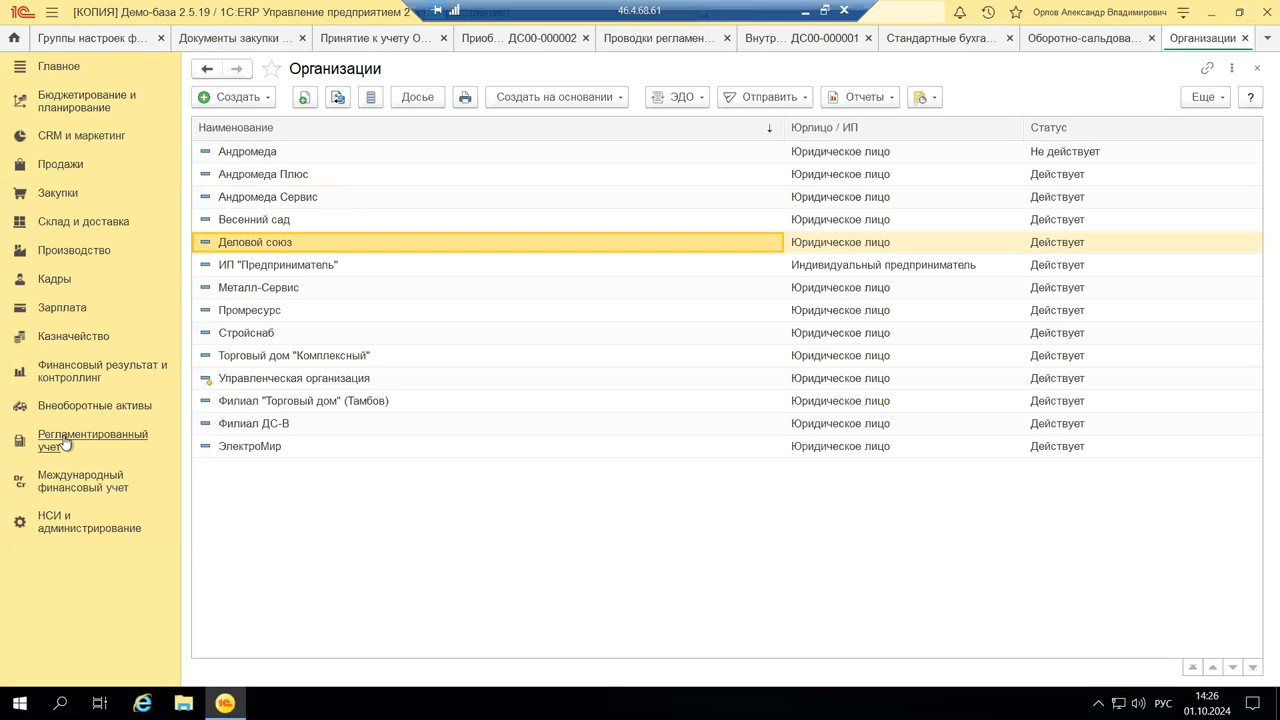 [КОПИЯ] Демо-база 2.5.19 / 1С:ERP Управление предприятием 2
46.4.68.61
Орлов Александр Владимирович
Группы настроек ф...
Документы закупки ...
Принятие к учету О...
Приоб... ДС00-000002
Проводки регламен...
Внутр... ДС00-000001
Стандартные бухга...
Оборотно-сальдова...
Организации
Главное
Бюджетирование и
планирование
CRM и маркетинг
Продажи
Закупки
Склад и доставка
Производство
Кадры
Зарплата
Казначейство
Финансовый результат и
контроллинг
Внеоборотные активы
Регламентированный
учет
Международный
финансовый учет
НСИ и
администрирование
Организации
Создать
Досье
Создать на основании
ЭДО
Отправить
Отчеты
Еще
?
Наименование ↓ Юрлицо / ИП Статус
Андромеда Юридическое лицо Не действует
Андромеда Плюс Юридическое лицо Действует
Андромеда Сервис Юридическое лицо Действует
Весенний сад Юридическое лицо Действует
Деловой союз Юридическое лицо Действует
ИП "Предприниматель" Индивидуальный предприниматель Действует
Металл-Сервис Юридическое лицо Действует
Промресурс Юридическое лицо Действует
Стройснаб Юридическое лицо Действует
Торговый дом "Комплексный" Юридическое лицо Действует
Управленческая организация Юридическое лицо Действует
Филиал "Торговый дом" (Тамбов) Юридическое лицо Действует
Филиал ДС-В Юридическое лицо Действует
ЭлектроМир Юридическое лицо Действует
РУС
14:26
01.10.2024